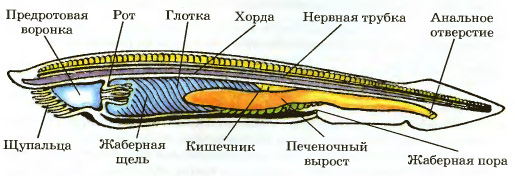 Предротовая
воронка
Рот
Глотка
Хорда
Нервная трубка
Анальное
отверстие
Щупальца
Жаберная
щель
Кишечник
Печеночный
вырост
Жаберная пора